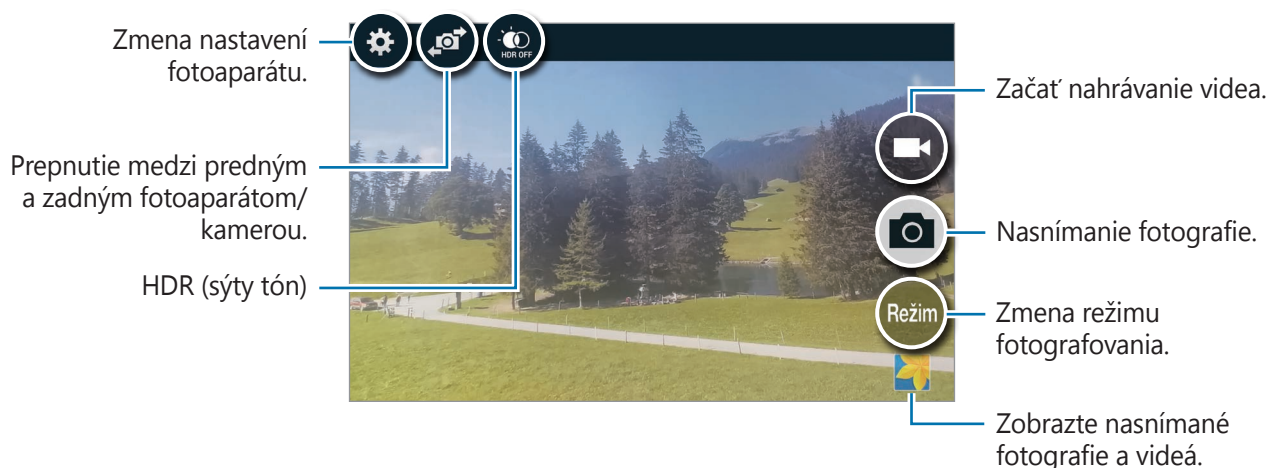 Zmena nastavení
fotoaparátu.
Prepnutie medzi predným
a zadným fotoaparátom/
kamerou.
HDR (sýty tón)
HDR OFF
Začať nahrávanie videa.
Nasnímanie fotografie.
Režim
Zmena režimu
fotografovania.
Zobrazte nasnímané
fotografie a videá.